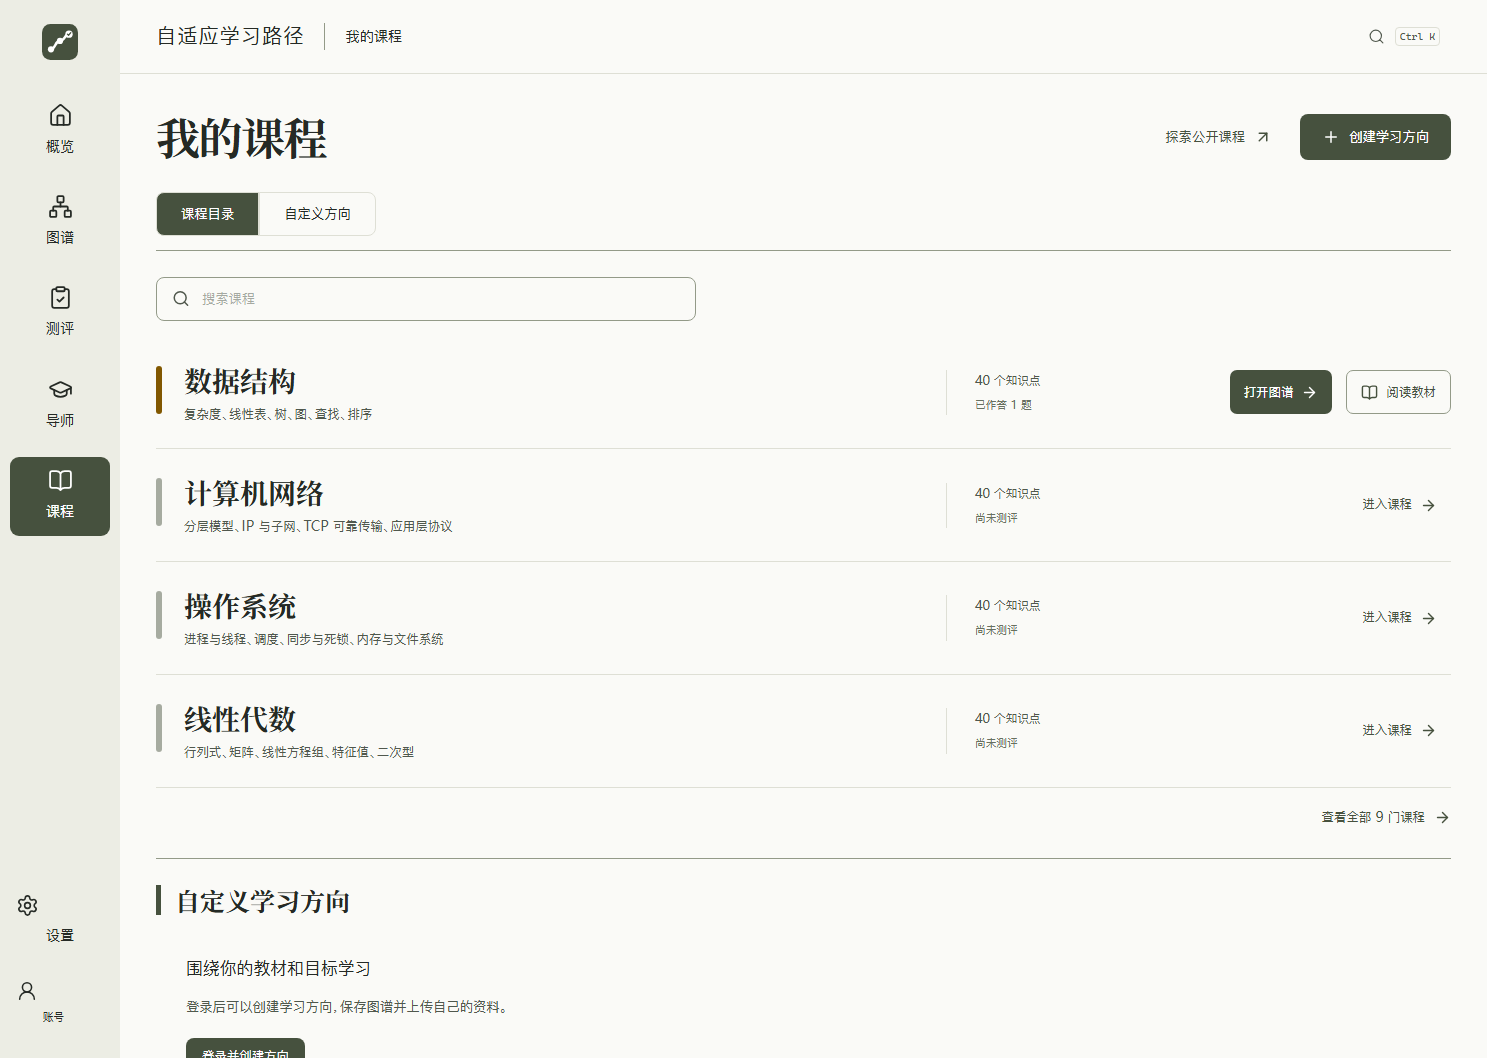 自适应学习路径
我的课程
Ctrl K
概览
图谱
测评
导师
课程
设置
账号
我的课程
探索公开课程
创建学习方向
课程目录
自定义方向
搜索课程
数据结构
复杂度、线性表、树、图、查找、排序
40 个知识点
已作答 1 题
打开图谱
阅读教材
计算机网络
分层模型、IP 与子网、TCP 可靠传输、应用层协议
40 个知识点
尚未测评
进入课程
操作系统
进程与线程、调度、同步与死锁、内存与文件系统
40 个知识点
尚未测评
进入课程
线性代数
行列式、矩阵、线性方程组、特征值、二次型
40 个知识点
尚未测评
进入课程
查看全部 9 门课程
自定义学习方向
围绕你的教材和目标学习
登录后可以创建学习方向，保存图谱并上传自己的资料。
登录并创建方向